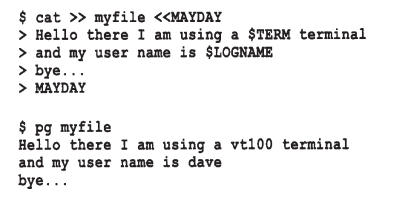 $ cat >> myfile <<MAYDAY
> Hello there I am using a $TERM terminal
> and my user name is $LOGNAME
> bye...
> MAYDAY

$ pg myfile
Hello there I am using a vt100 terminal
and my user name is dave
bye...